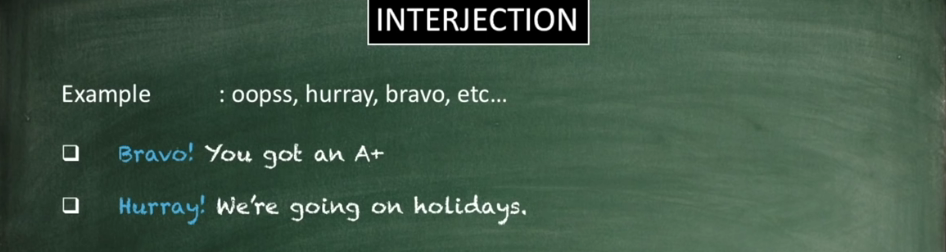 INTERJECTION
Example : oopss, hurray, bravo, etc...
❑ Bravo! You got an A+
❑ Hurray! We're going on holidays.